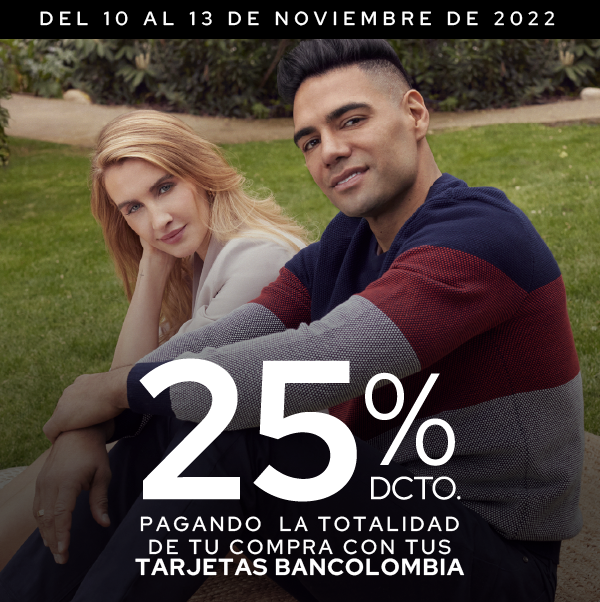 DEL 10 AL 13 DE NOVIEMBRE DE 2022
25%
DCTO.
PAGANDO LA TOTALIDAD
DE TU COMPRA CON TUS
TARJETAS BANCOLOMBIA